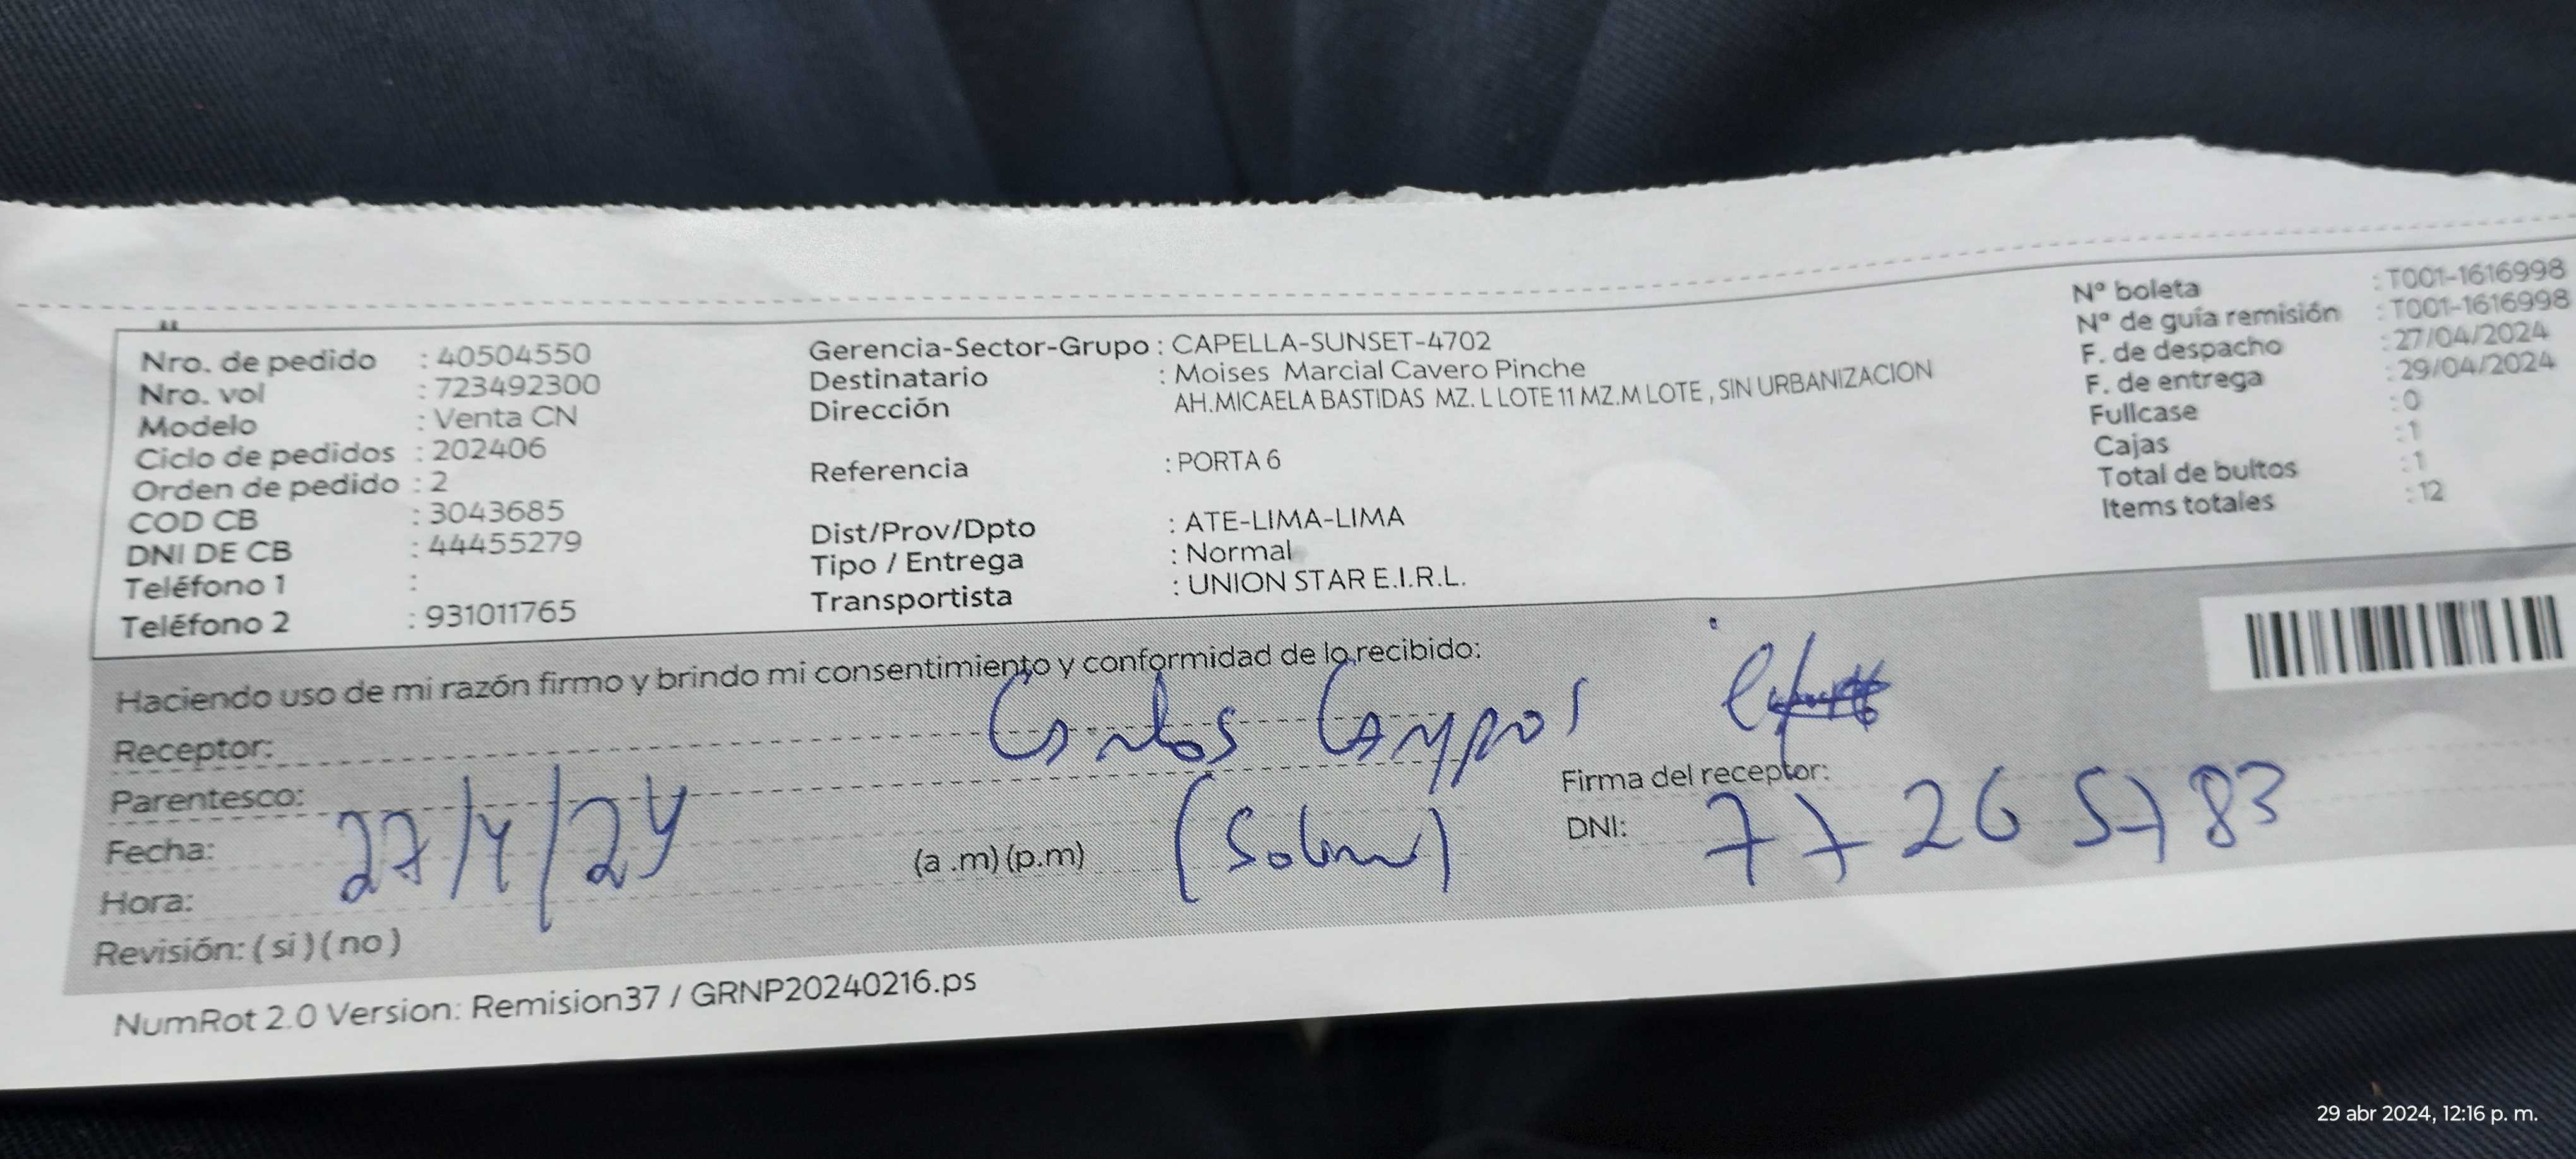 Nro. de pedido : 40504550
Nro. vol : 723492300
Modelo : Venta CN
Ciclo de pedidos : 202406
Orden de pedido : 2
COD CB : 3043685
DNI DE CB : 44455279
Teléfono 1 :
Teléfono 2 : 931011765
Gerencia-Sector-Grupo : CAPELLA-SUNSET-4702
Destinatario : Moises Marcial Cavero Pinche
Dirección AH.MICAELA BASTIDAS MZ. L LOTE 11 MZ.M LOTE , SIN URBANIZACION
Referencia : PORTA 6
Dist/Prov/Dpto : ATE-LIMA-LIMA
Tipo / Entrega : Normal
Transportista : UNION STAR E.I.R.L.
N° boleta : T001-1616998
N° de guía remisión : T001-1616998
F. de despacho : 27/04/2024
F. de entrega : 29/04/2024
Fullcase : 0
Cajas : 1
Total de bultos : 1
Items totales : 12
Haciendo uso de mi razón firmo y brindo mi consentimiento y conformidad de lo recibido:
Receptor: Carlos Campos
Parentesco:
Fecha: 27/4/24
Hora: (a .m) (p.m)
Revisión: ( si ) ( no )
Firma del receptor:
DNI:
NumRot 2.0 Version: Remision37 / GRNP20240216.ps
29 abr 2024, 12:16 p. m.